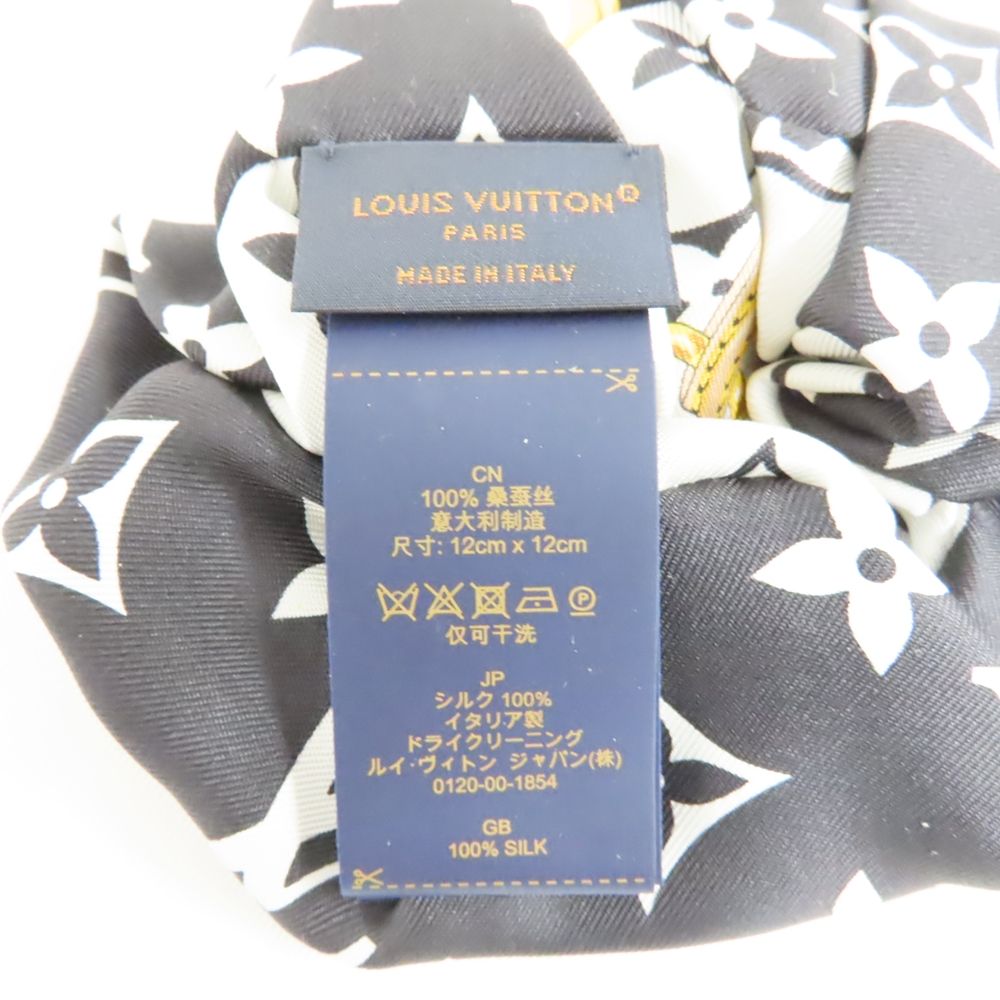 LOUIS VUITTON®
PARIS
MADE IN ITALY
CN
100% 桑蚕丝
意大利制造
尺寸: 12cm x 12cm
P
仅可干洗
JP
シルク 100%
イタリア製
ドライクリーニング
ルイ·ヴィトン ジャパン(株)
0120-00-1854
GB
100% SILK